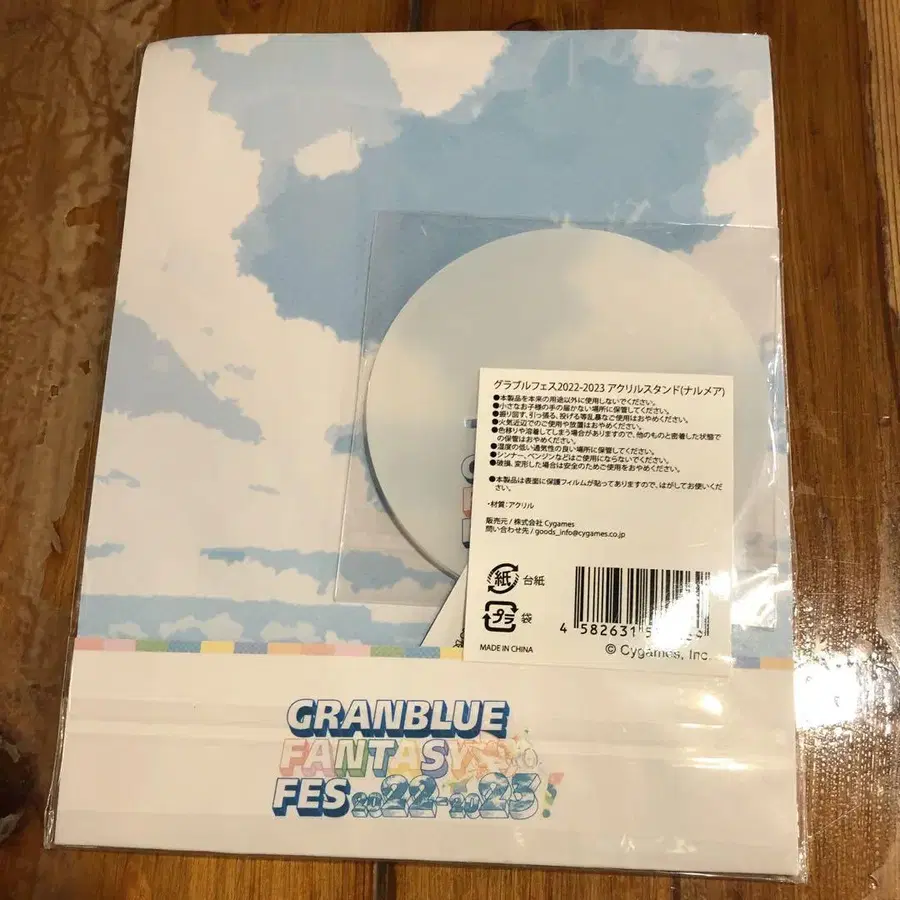 グラブルフェス2022-2023 アクリルスタンド(ナルメア)
●本製品を本来の用途以外に使用しないでください。
●小さなお子様の手の届かない場所に保管してください。
●振り回す、引っ張る、投げる等乱暴なご使用はおやめください。
●火気近辺でのご使用や放置はおやめください。
●色移りや溶着してしまう場合がありますので、他のものと密着した状態で
の保管はおやめください。
●湿度の低い通気性の良い場所に保管してください。
●シンナー、ベンジンなどはご使用にならないでください。
●破損、変形した場合は安全のためご使用をおやめください。
●本製品は表面に保護フィルムが貼ってありますので、はがしてお使いくだ
さい。
・材質：アクリル
販売元 / 株式会社 Cygames
問い合わせ先 / goods_info@cygames.co.jp
紙 台紙
プラ 袋
4 582631
MADE IN CHINA
© Cygames, Inc.
GRANBLUE
FANTASY
FES 2022-2023!